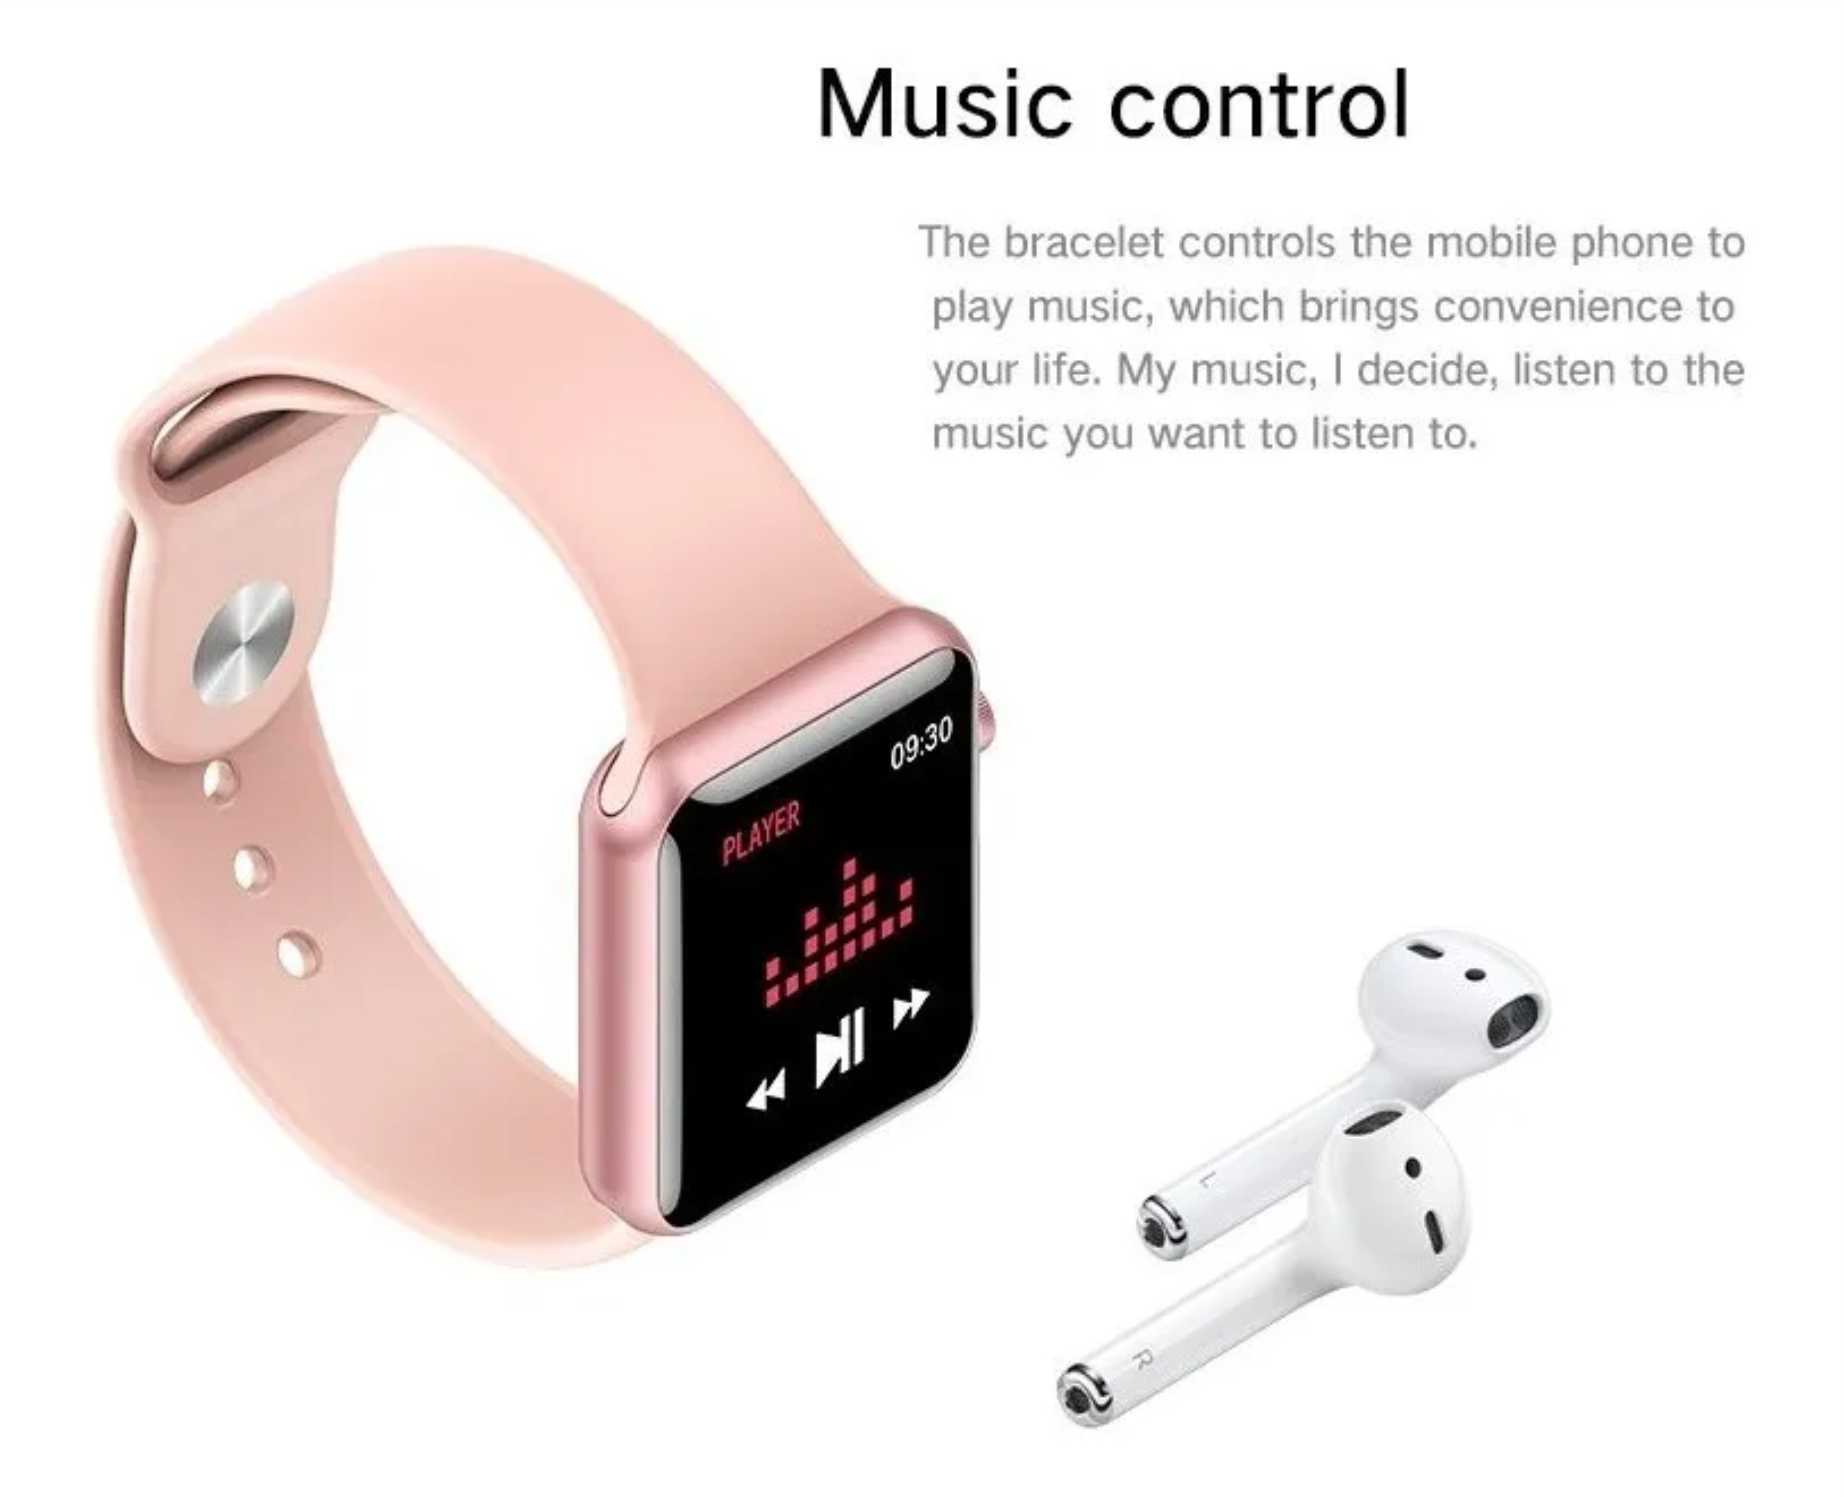 Music control
The bracelet controls the mobile phone to
play music, which brings convenience to
your life. My music, I decide, listen to the
music you want to listen to.
09:30
PLAYER
L
R